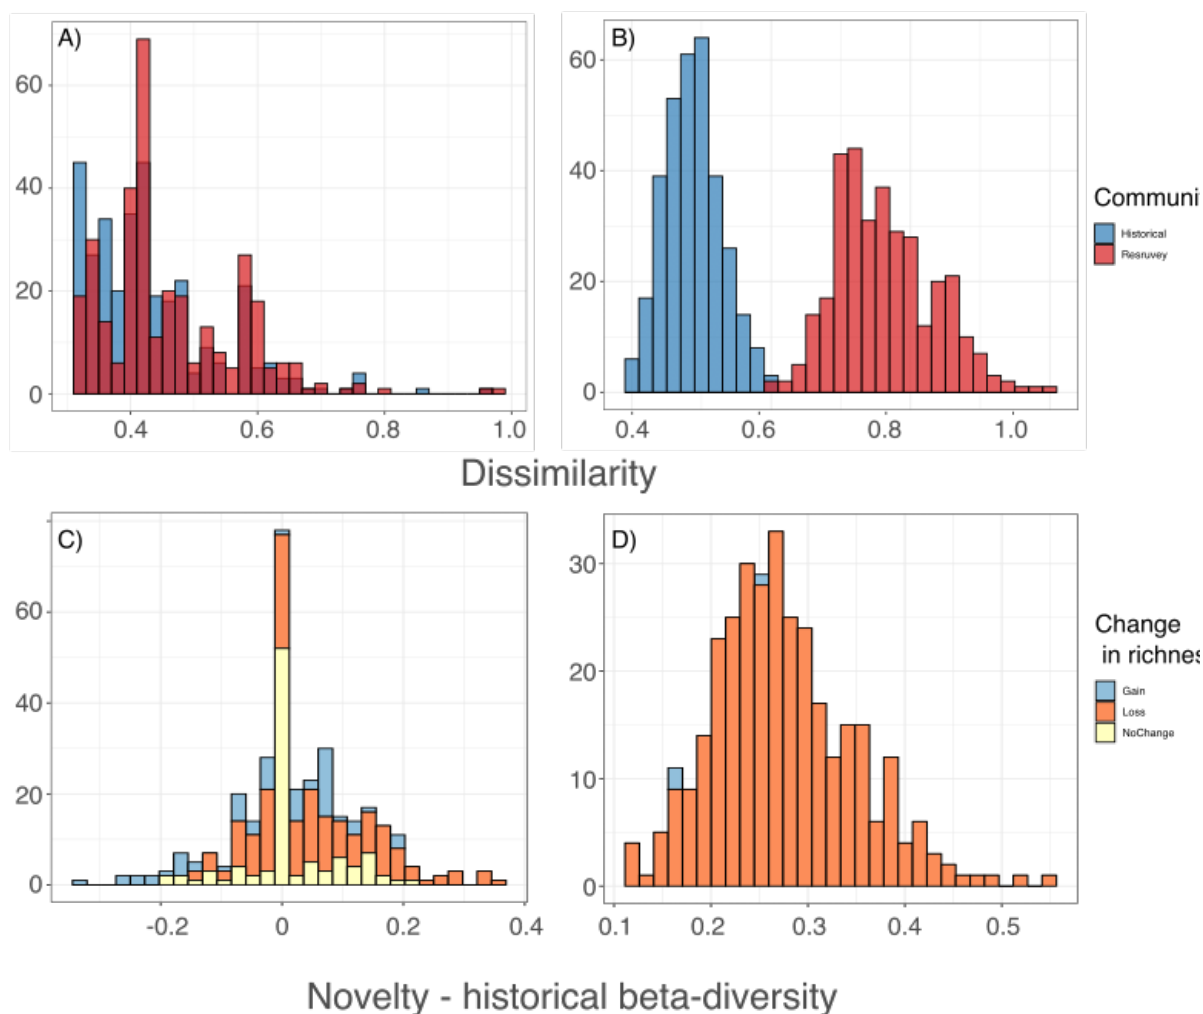 A)
60
40
20
0
0.4
0.6
0.8
1.0
B)
60
40
20
0
0.4
0.6
0.8
1.0
Communi
Historical
Resruvey
Dissimilarity
C)
60
40
20
0
-0.2
0
0.2
0.4
D)
30
20
10
0
0.1
0.2
0.3
0.4
0.5
Change
in richnes
Gain
Loss
NoChange
Novelty - historical beta-diversity